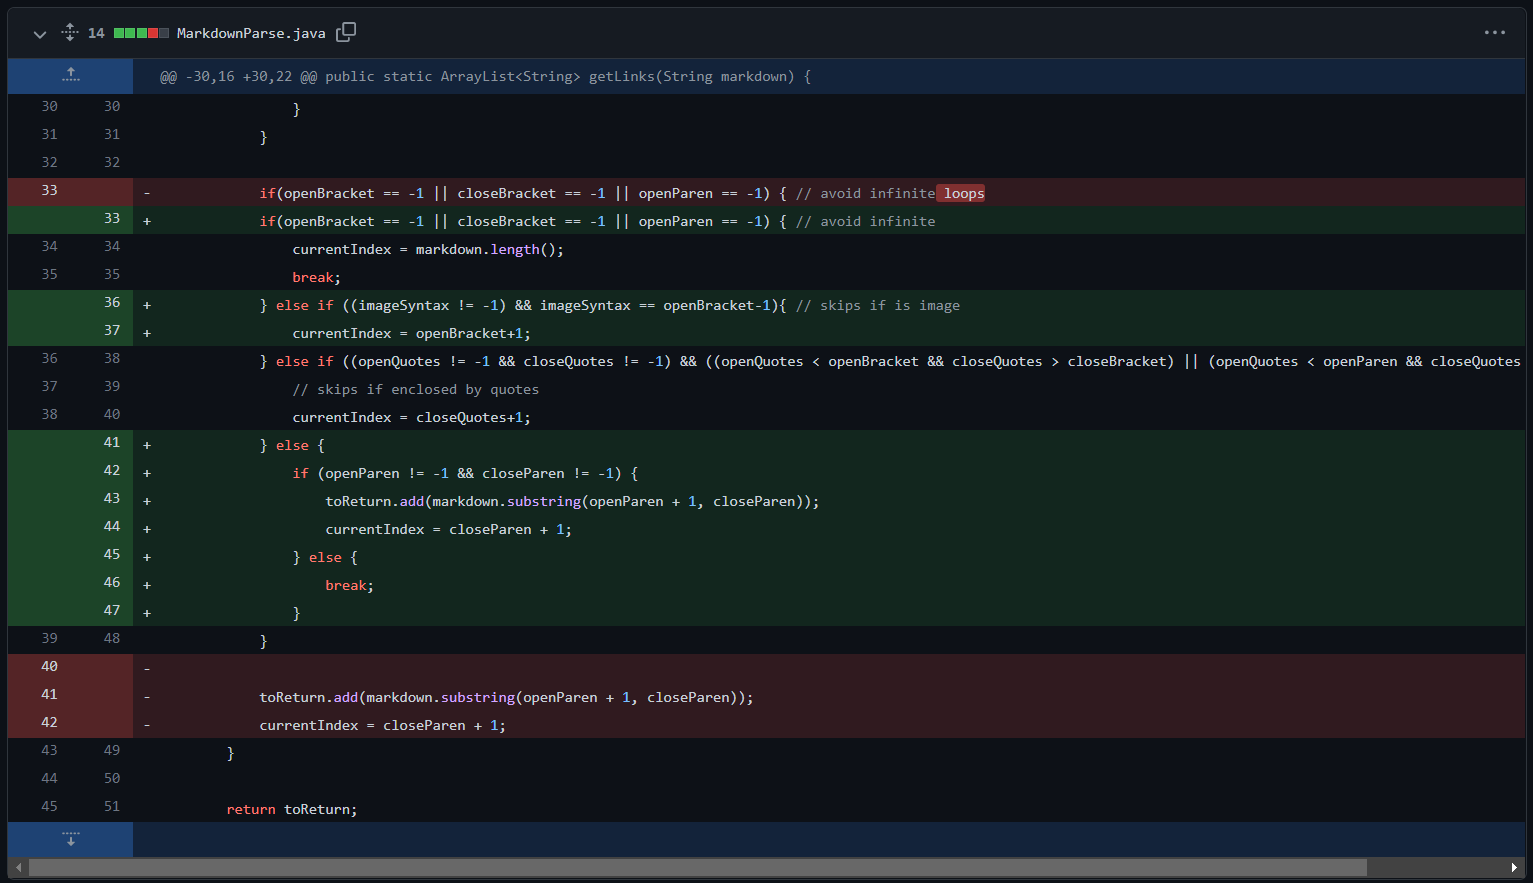 14 MarkdownParse.java
@@ -30,16 +30,22 @@ public static ArrayList<String> getLinks(String markdown) {
30 30 }
31 31 }
32 32
33 - if(openBracket == -1 || closeBracket == -1 || openParen == -1) { // avoid infinite loops
33 + if(openBracket == -1 || closeBracket == -1 || openParen == -1) { // avoid infinite
34 34 currentIndex = markdown.length();
35 35 break;
36 + } else if ((imageSyntax != -1) && imageSyntax == openBracket-1){ // skips if is image
37 + currentIndex = openBracket+1;
36 38 } else if ((openQuotes != -1 && closeQuotes != -1) && ((openQuotes < openBracket && closeQuotes > closeBracket) || (openQuotes < openParen && closeQuotes
37 39 // skips if enclosed by quotes
38 40 currentIndex = closeQuotes+1;
41 + } else {
42 + if (openParen != -1 && closeParen != -1) {
43 + toReturn.add(markdown.substring(openParen + 1, closeParen));
44 + currentIndex = closeParen + 1;
45 + } else {
46 + break;
47 + }
39 48 }
40 -
41 - toReturn.add(markdown.substring(openParen + 1, closeParen));
42 - currentIndex = closeParen + 1;
43 49 }
44 50
45 51 return toReturn;